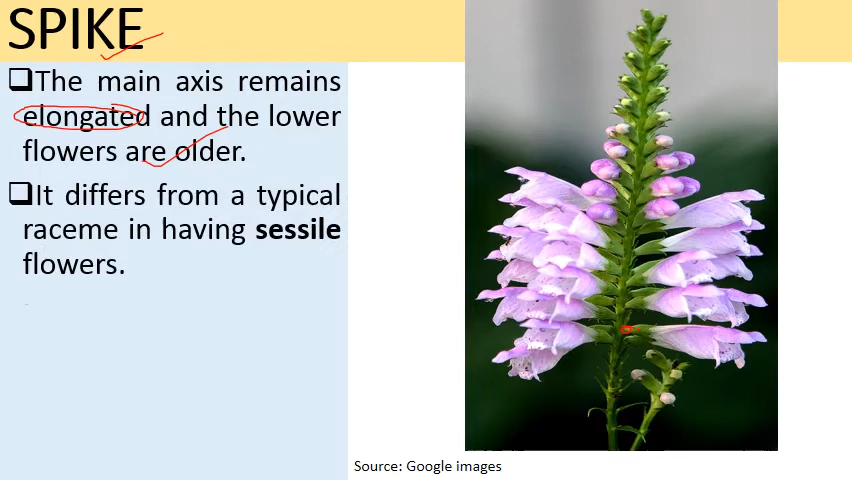 SPIKE
❑The main axis remains
elongated and the lower
flowers are older.
❑It differs from a typical
raceme in having sessile
flowers.
Source: Google images